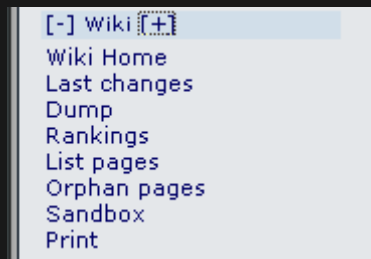 [-] Wiki [+]
Wiki Home
Last changes
Dump
Rankings
List pages
Orphan pages
Sandbox
Print